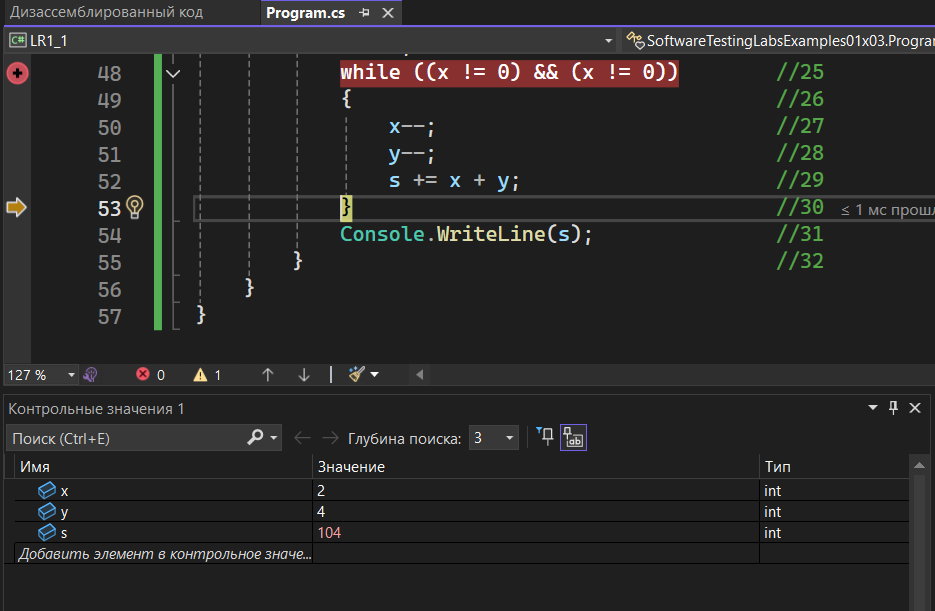 Дизассемблированный код Program.cs
C# LR1_1 SoftwareTestingLabsExamples01x03.Program
48 while ((x != 0) && (x != 0)) //25
49 { //26
50 x--; //27
51 y--; //28
52 s += x + y; //29
53 } //30 ≤ 1 мс прошл
54 Console.WriteLine(s); //31
55 } //32
56 }
57 }
127 % 0 1
Контрольные значения 1
Поиск (Ctrl+E) Глубина поиска: 3
Имя Значение Тип
x 2 int
y 4 int
s 104 int
Добавить элемент в контрольное значе...